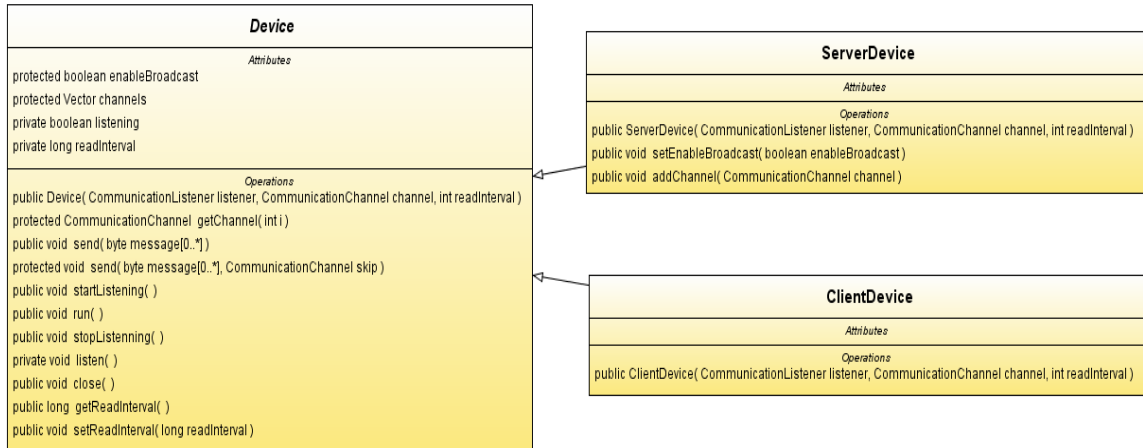 Device
Attributes
protected boolean enableBroadcast
protected Vector channels
private boolean listening
private long readInterval
Operations
public Device( CommunicationListener listener, CommunicationChannel channel, int readInterval )
protected CommunicationChannel getChannel( int i )
public void send( byte message[0..*] )
protected void send( byte message[0..*], CommunicationChannel skip )
public void startListening( )
public void run( )
public void stopListenning( )
private void listen( )
public void close( )
public long getReadInterval( )
public void setReadInterval( long readInterval )
ServerDevice
Attributes
Operations
public ServerDevice( CommunicationListener listener, CommunicationChannel channel, int readInterval )
public void setEnableBroadcast( boolean enableBroadcast )
public void addChannel( CommunicationChannel channel )
ClientDevice
Attributes
Operations
public ClientDevice( CommunicationListener listener, CommunicationChannel channel, int readInterval )